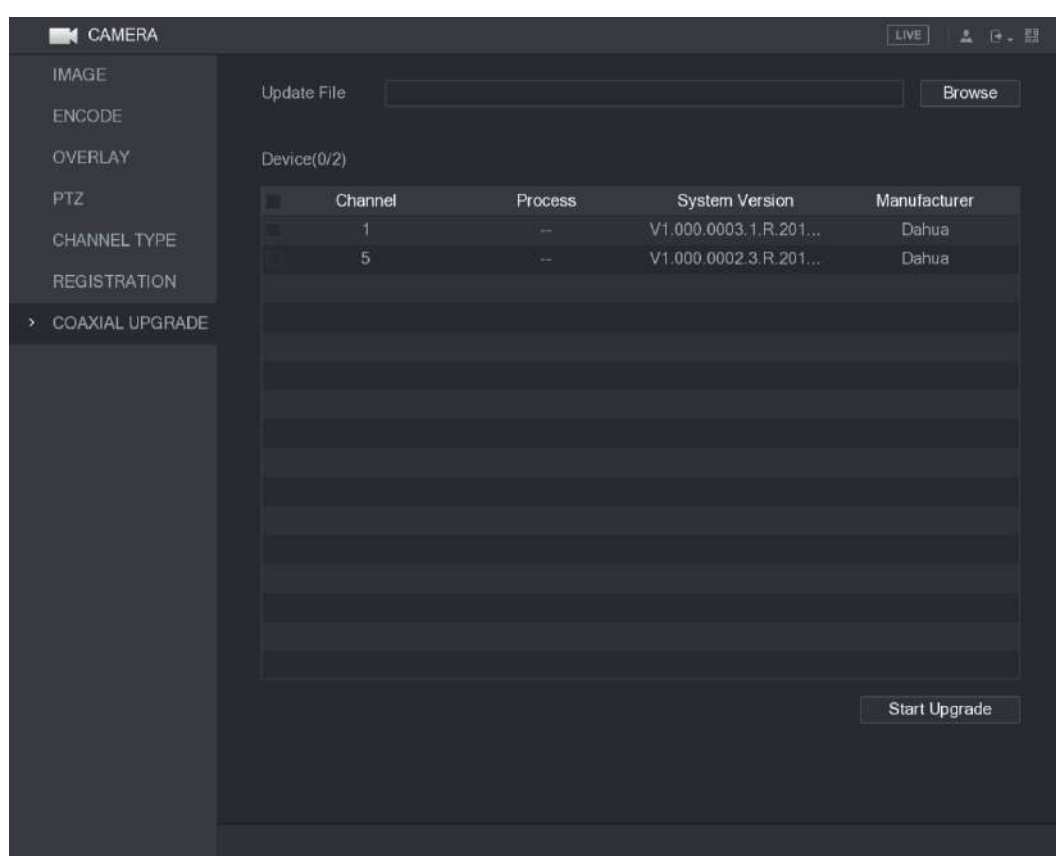 CAMERA LIVE
IMAGE
ENCODE
OVERLAY
PTZ
CHANNEL TYPE
REGISTRATION
> COAXIAL UPGRADE
Update File Browse
Device(0/2)
Channel Process System Version Manufacturer
1 -- V1.000.0003.1.R.201... Dahua
5 -- V1.000.0002.3.R.201... Dahua
Start Upgrade